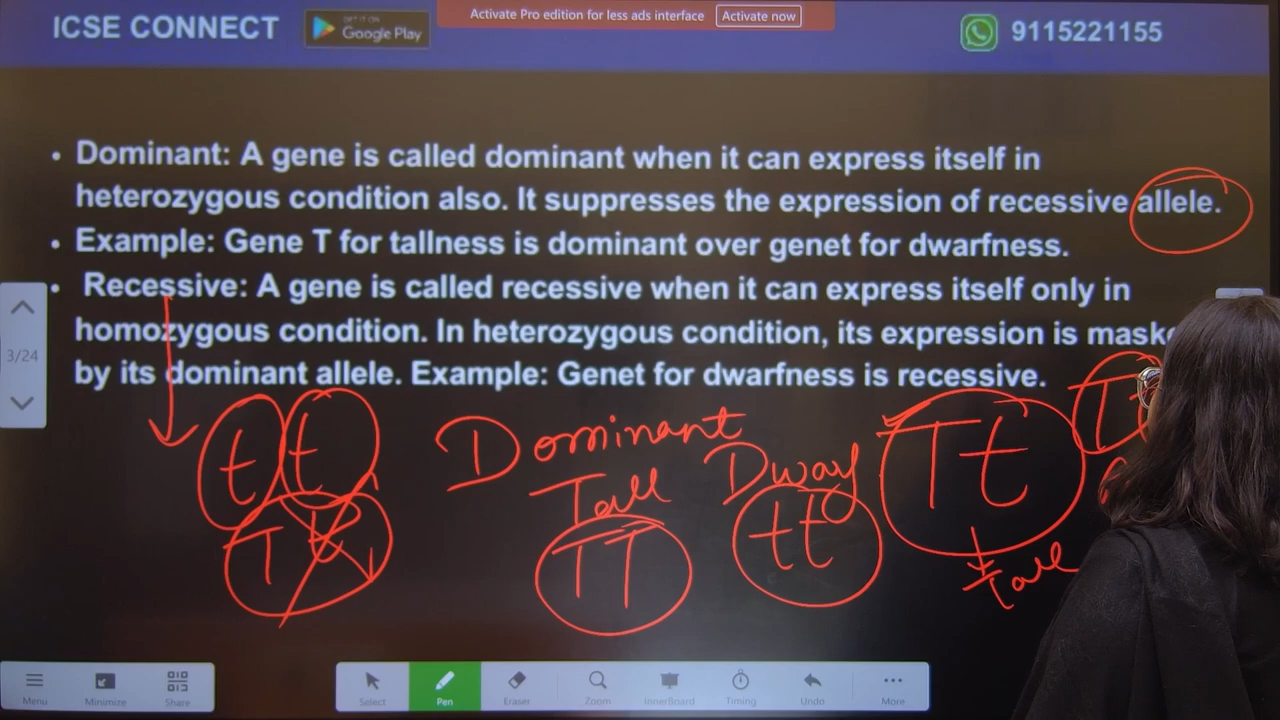 ICSE CONNECT
GET IT ON
Google Play
Activate Pro edition for less ads interface
Activate now
9115221155
• Dominant: A gene is called dominant when it can express itself in
heterozygous condition also. It suppresses the expression of recessive allele.
• Example: Gene T for tallness is dominant over genet for dwarfness.
• Recessive: A gene is called recessive when it can express itself only in
homozygous condition. In heterozygous condition, its expression is
by its dominant allele. Example: Genet for dwarfness is recessive.
3/24
t t
Dominant
Tall
Tt
TT
tt
Tt
Tall
Menu
Minimize
Share
Select
Pen
Eraser
Zoom
InnerBoard
Timing
Undo
More